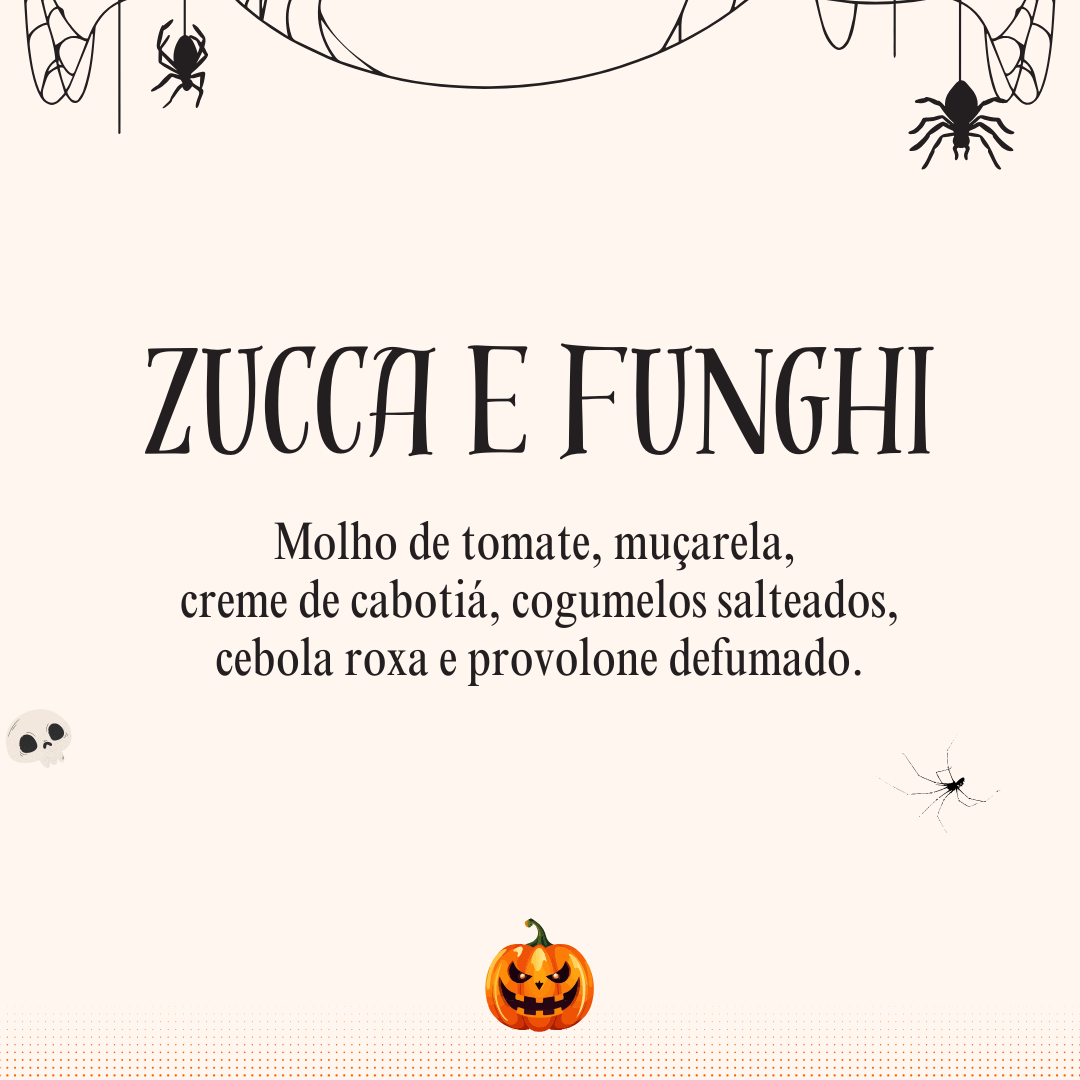 ZUCCA E FUNGHI
Molho de tomate, muçarela,
creme de cabotiá, cogumelos salteados,
cebola roxa e provolone defumado.